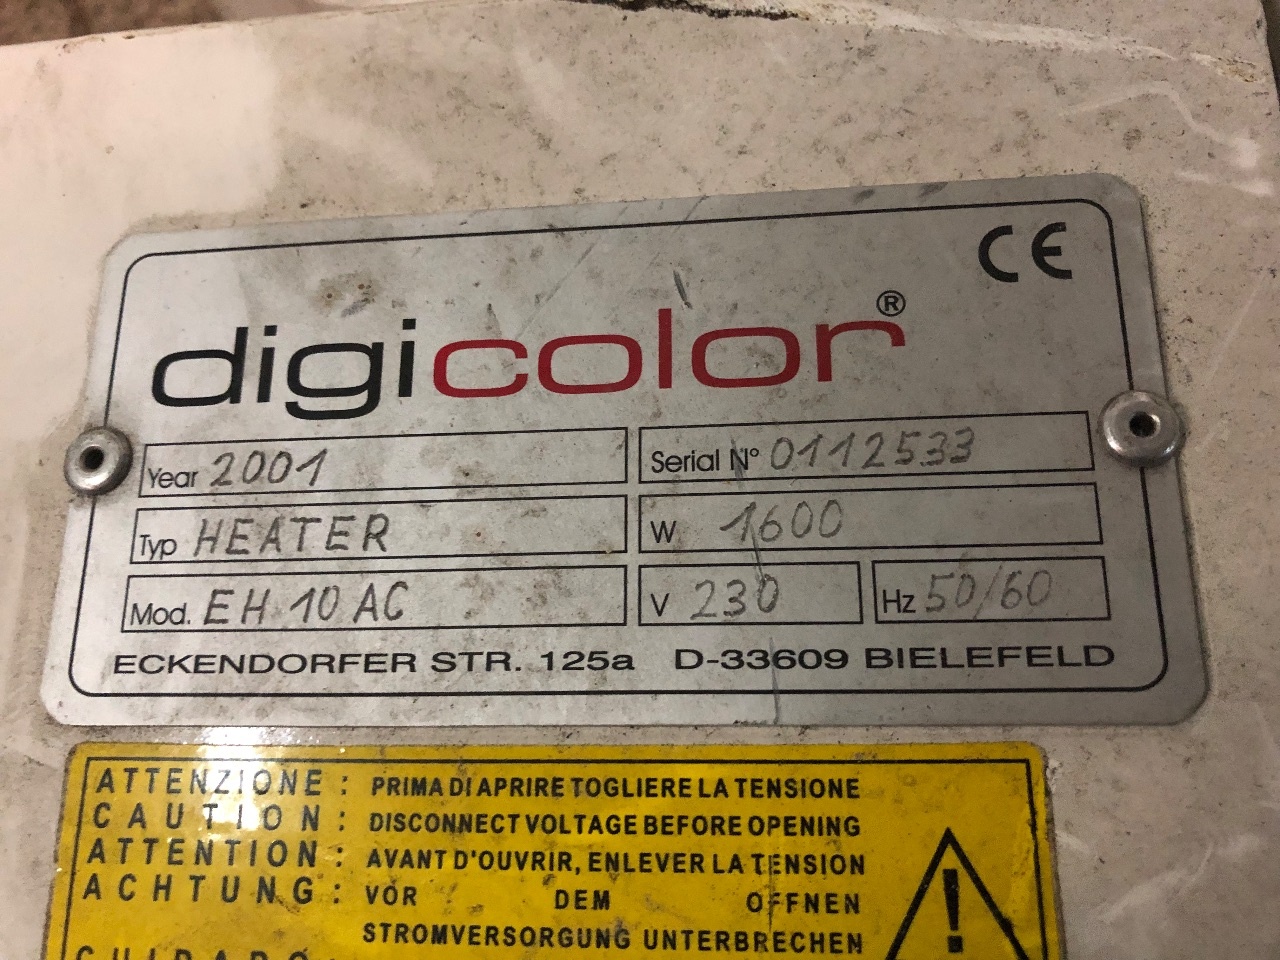 CE
digicolor®
Year 2001 Serial N° 0112533
Typ HEATER W 1600
Mod. EH 10 AC V 230 Hz 50/60
ECKENDORFER STR. 125a D-33609 BIELEFELD
ATTENZIONE : PRIMA DI APRIRE TOGLIERE LA TENSIONE
CAUTION : DISCONNECT VOLTAGE BEFORE OPENING
ATTENTION : AVANT D'OUVRIR, ENLEVER LA TENSION
ACHTUNG : VOR DEM OFFNEN
STROMVERSORGUNG UNTERBRECHEN